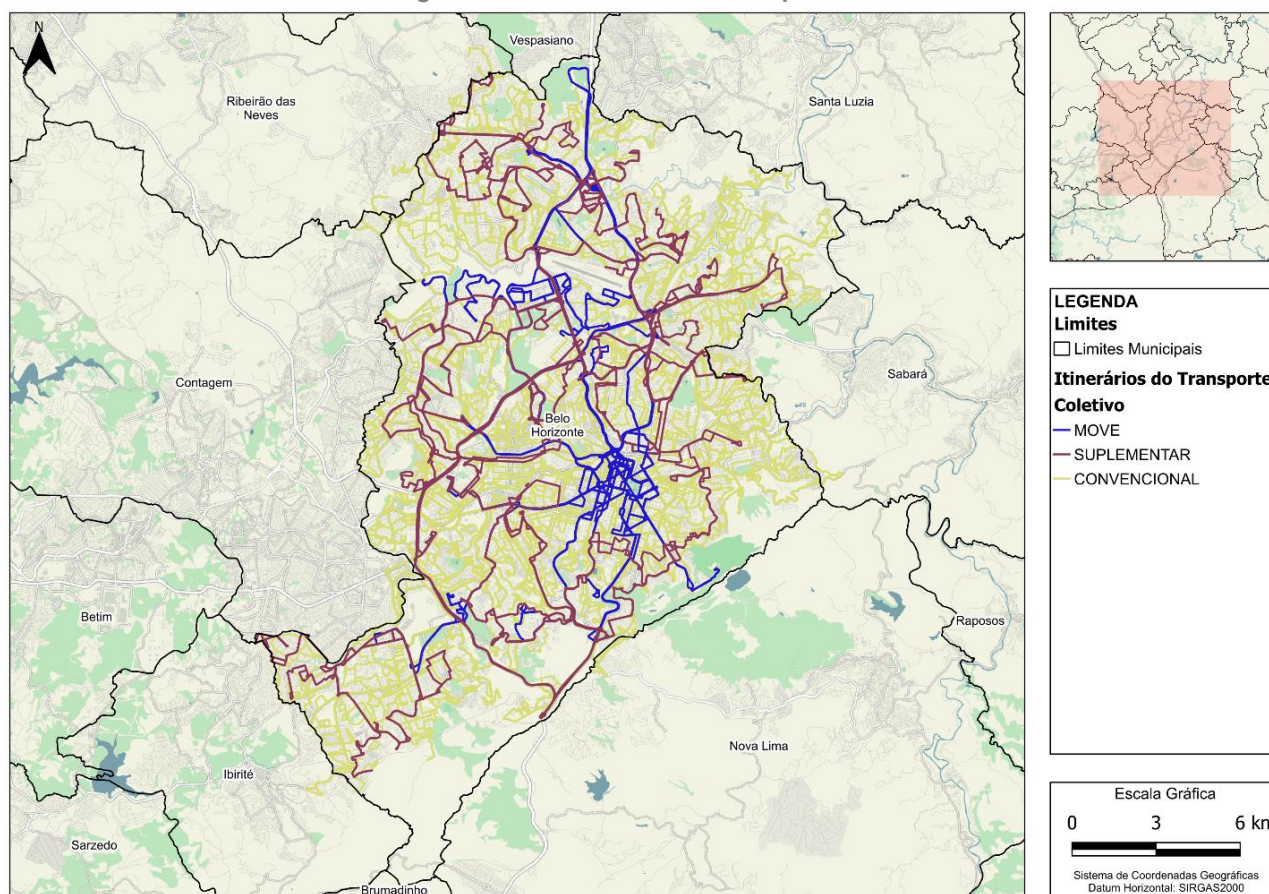 N
Vespasiano
Ribeirão das
Neves
Santa Luzia
Contagem
Sabará
Belo
Horizonte
Betim
Raposos
Nova Lima
Ibirité
Sarzedo
Brumadinho
LEGENDA
Limites
Limites Municipais
Itinerários do Transporte
Coletivo
MOVE
SUPLEMENTAR
CONVENCIONAL
Escala Gráfica
0 3 6 km
Sistema de Coordenadas Geográficas
Datum Horizontal: SIRGAS2000